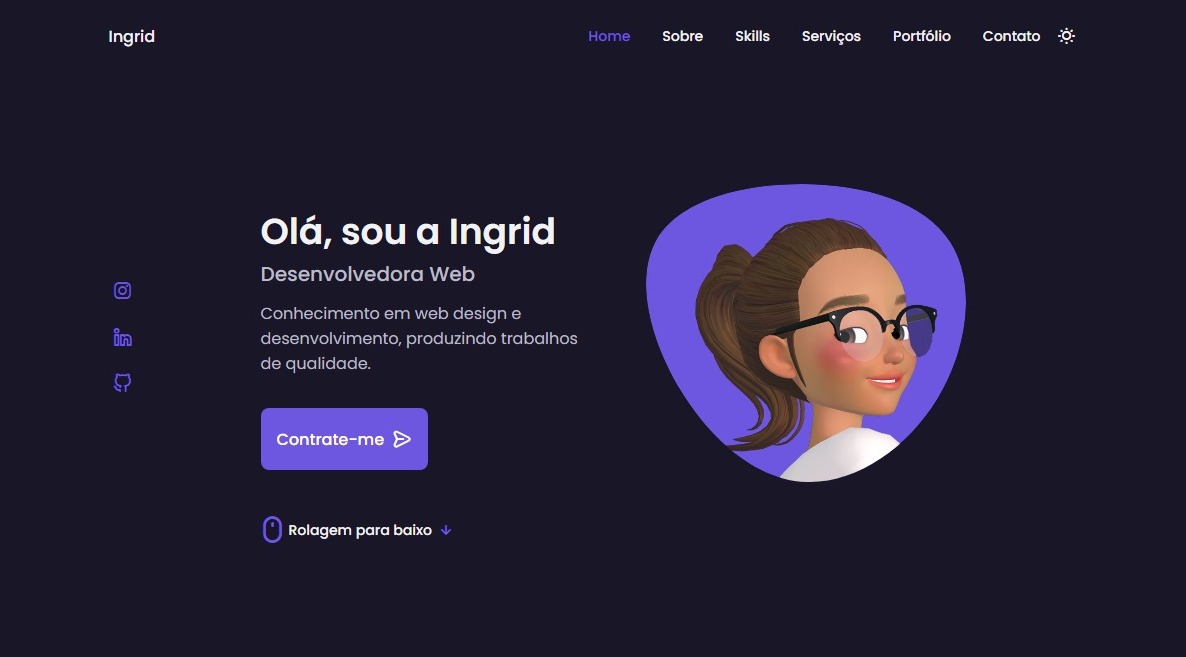 Ingrid
Home Sobre Skills Serviços Portfólio Contato
Olá, sou a Ingrid
Desenvolvedora Web
Conhecimento em web design e
desenvolvimento, produzindo trabalhos
de qualidade.
Contrate-me
Rolagem para baixo